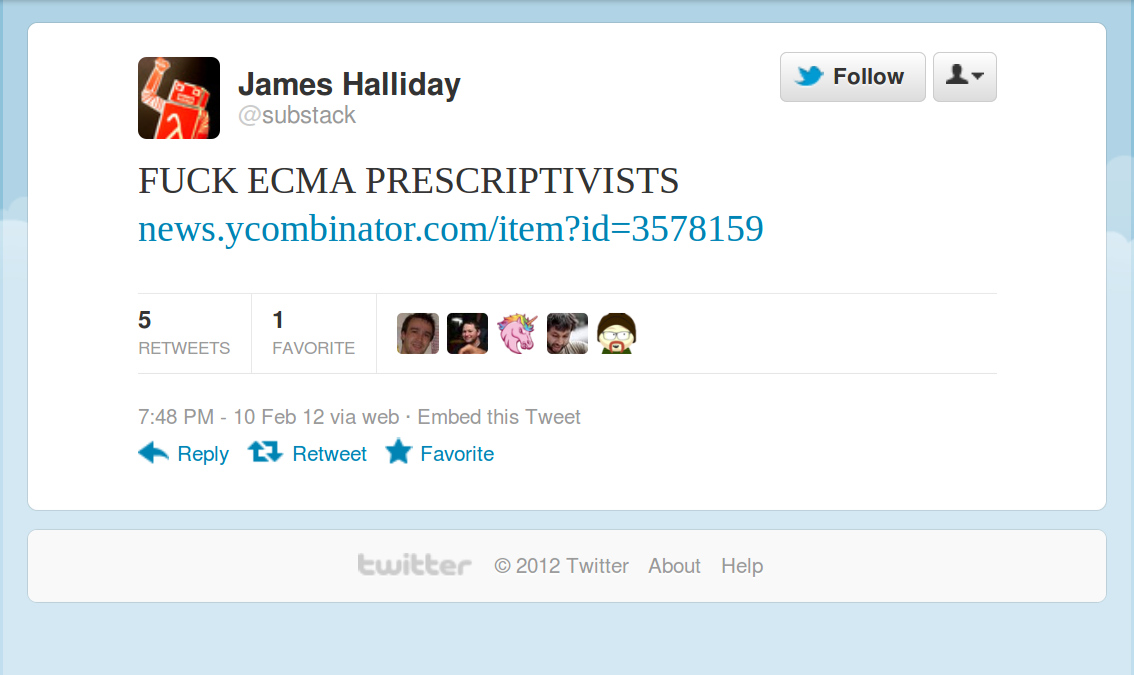 James Halliday
@substack
Follow
FUCK ECMA PRESCRIPTIVISTS
news.ycombinator.com/item?id=3578159
5
RETWEETS
1
FAVORITE
7:48 PM - 10 Feb 12 via web · Embed this Tweet
Reply Retweet Favorite
twitter © 2012 Twitter About Help